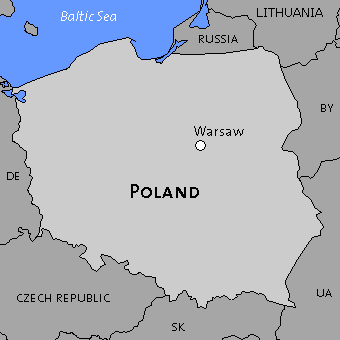 Baltic Sea
LITHUANIA
RUSSIA
BY
Warsaw
DE
POLAND
CZECH REPUBLIC
UA
SK